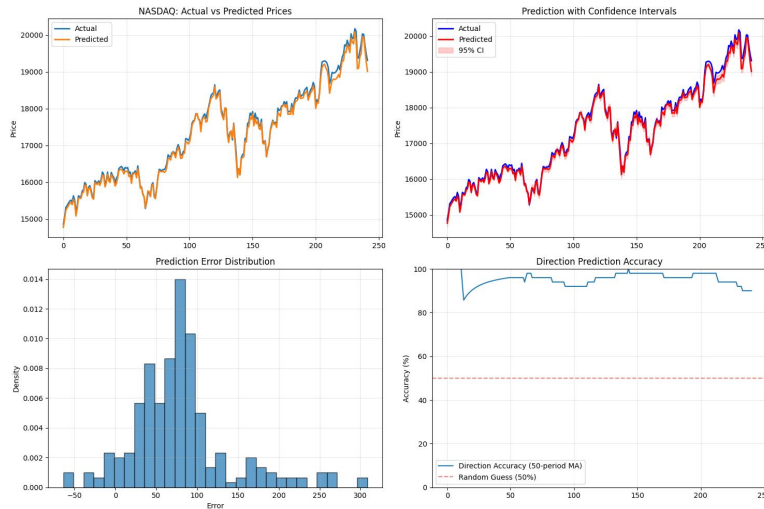 NASDAQ: Actual vs Predicted Prices
Actual
Predicted
Price
20000
19000
18000
17000
16000
15000
0 50 100 150 200 250
Prediction with Confidence Intervals
Actual
Predicted
95% CI
Price
20000
19000
18000
17000
16000
15000
0 50 100 150 200 250
Prediction Error Distribution
Density
0.014
0.012
0.010
0.008
0.006
0.004
0.002
0.000
−50 0 50 100 150 200 250 300
Error
Direction Prediction Accuracy
Accuracy (%)
100
80
60
40
20
0
Direction Accuracy (50-period MA)
Random Guess (50%)
0 50 100 150 200